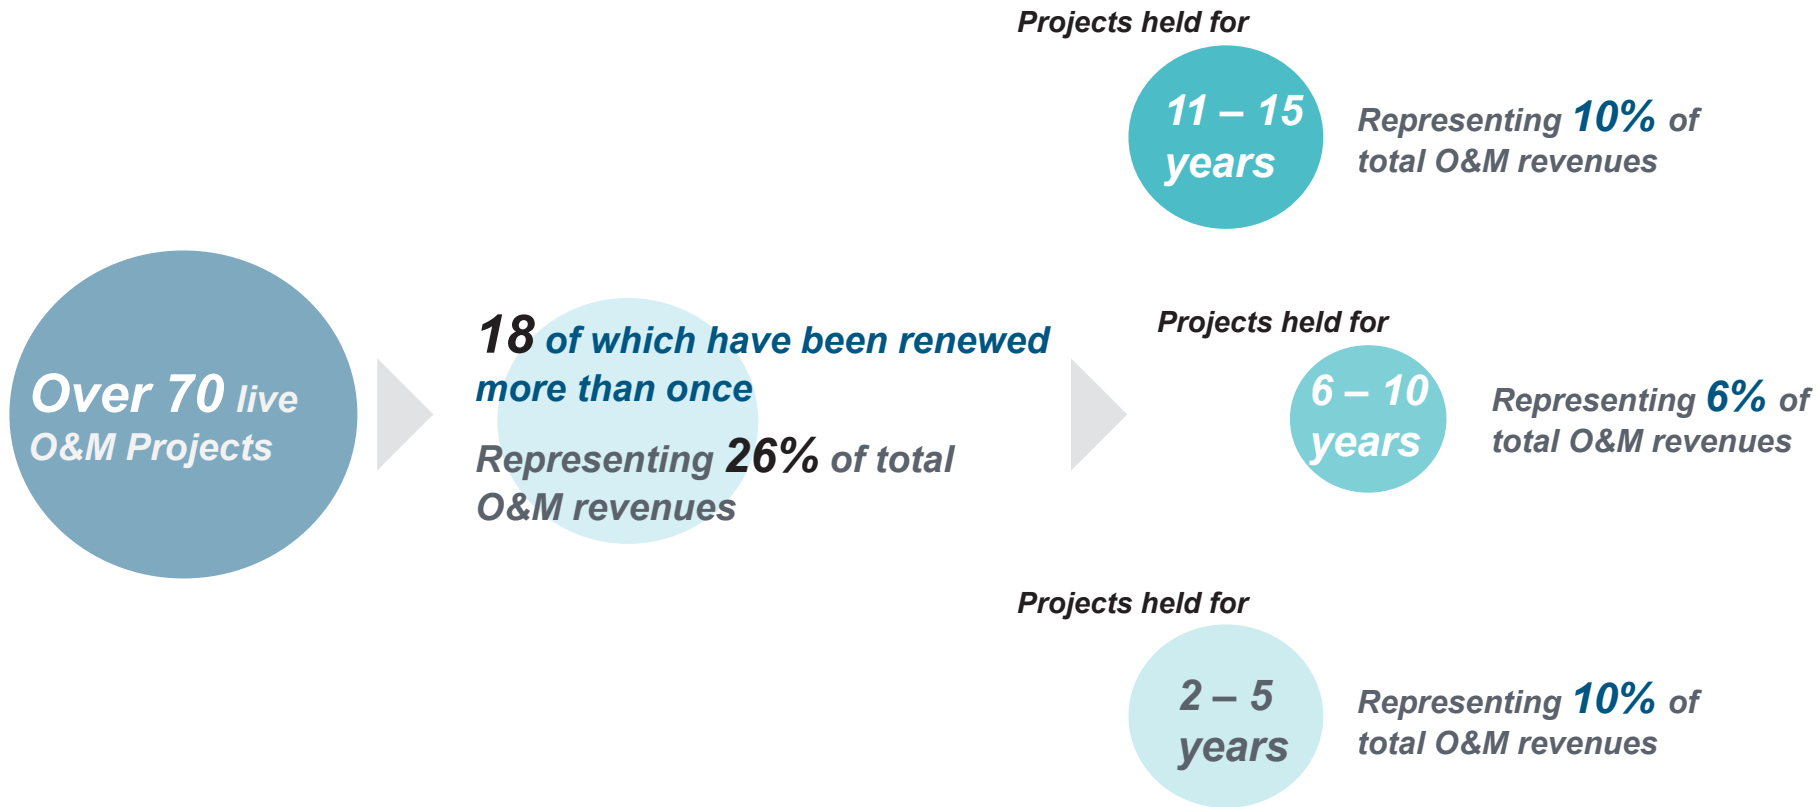 Over 70 live
O&M Projects
18 of which have been renewed
more than once
Representing 26% of total
O&M revenues
Projects held for
11 – 15
years
Representing 10% of
total O&M revenues
Projects held for
6 – 10
years
Representing 6% of
total O&M revenues
Projects held for
2 – 5
years
Representing 10% of
total O&M revenues